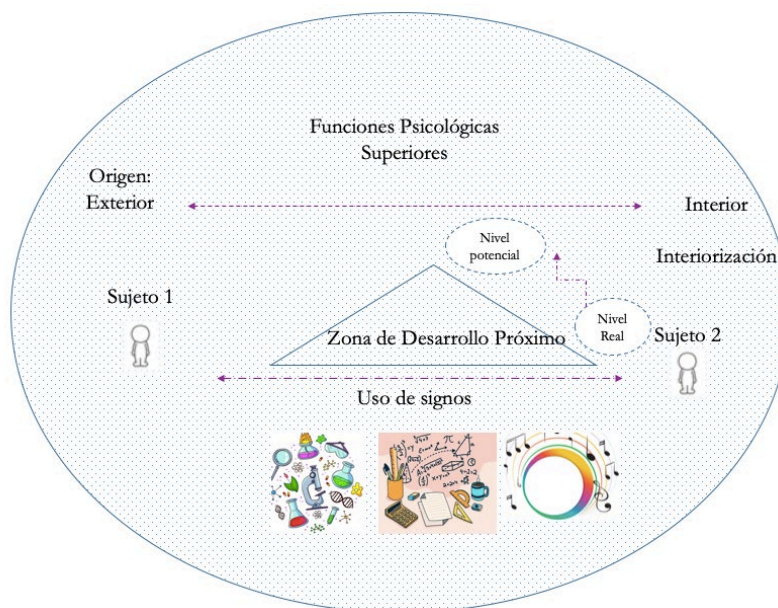 Funciones Psicológicas
Superiores
Origen:
Exterior
Interior
Nivel
potencial
Interiorización
Sujeto 1
Nivel
Real
Zona de Desarrollo Próximo
Sujeto 2
Uso de signos